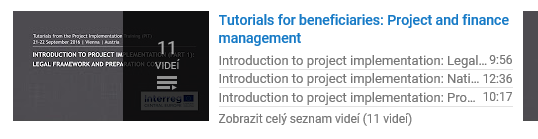 Tutorials from the Project Implementation Training (PIT)
21-22 September 2016 | Vienna | Austria
INTRODUCTION TO PROJECT IMPLEMENTATION (PART 1):
LEGAL FRAMEWORK AND PREPARATION CO
11
VIDEÍ
interreg
Tutorials for beneficiaries: Project and finance
management
Introduction to project implementation: Legal... 9:56
Introduction to project implementation: Nati... 12:36
Introduction to project implementation: Pro... 10:17
Zobrazit celý seznam videí (11 videí)